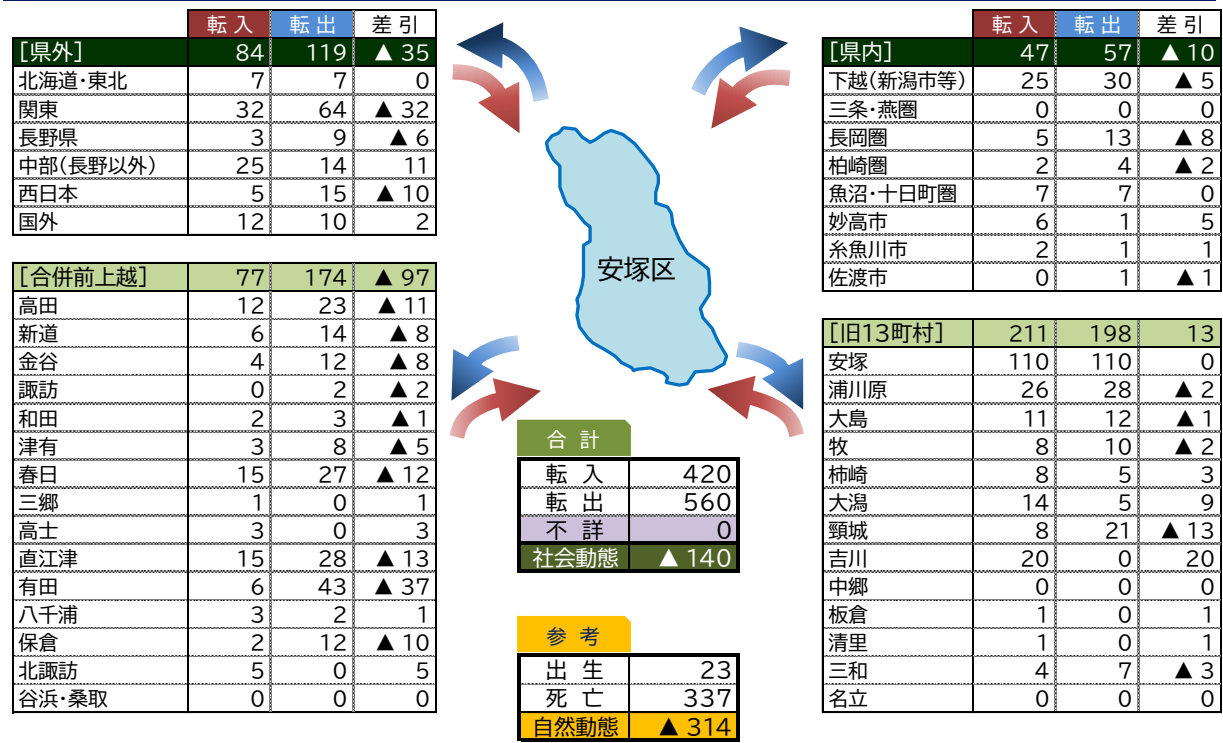 転 入 転 出 差 引
［県外］ 84 119 ▲ 35
北海道・東北 7 7 0
関東 32 64 ▲ 32
長野県 3 9 ▲ 6
中部（長野以外） 25 14 11
西日本 5 15 ▲ 10
国外 12 10 2
［合併前上越］ 77 174 ▲ 97
高田 12 23 ▲ 11
新道 6 14 ▲ 8
金谷 4 12 ▲ 8
諏訪 0 2 ▲ 2
和田 2 3 ▲ 1
津有 3 8 ▲ 5
春日 15 27 ▲ 12
三郷 1 0 1
高士 3 0 3
直江津 15 28 ▲ 13
有田 6 43 ▲ 37
八千浦 3 2 1
保倉 2 12 ▲ 10
北諏訪 5 0 5
谷浜・桑取 0 0 0
安塚区
合 計
転 入 420
転 出 560
不 詳 0
社会動態 ▲ 140
参 考
出 生 23
死 亡 337
自然動態 ▲ 314
転 入 転 出 差 引
［県内］ 47 57 ▲ 10
下越（新潟市等） 25 30 ▲ 5
三条・燕圏 0 0 0
長岡圏 5 13 ▲ 8
柏崎圏 2 4 ▲ 2
魚沼・十日町圏 7 7 0
妙高市 6 1 5
糸魚川市 2 1 1
佐渡市 0 1 ▲ 1
［旧13町村］ 211 198 13
安塚 110 110 0
浦川原 26 28 ▲ 2
大島 11 12 ▲ 1
牧 8 10 ▲ 2
柿崎 8 5 3
大潟 14 5 9
頸城 8 21 ▲ 13
吉川 20 0 20
中郷 0 0 0
板倉 1 0 1
清里 1 0 1
三和 4 7 ▲ 3
名立 0 0 0